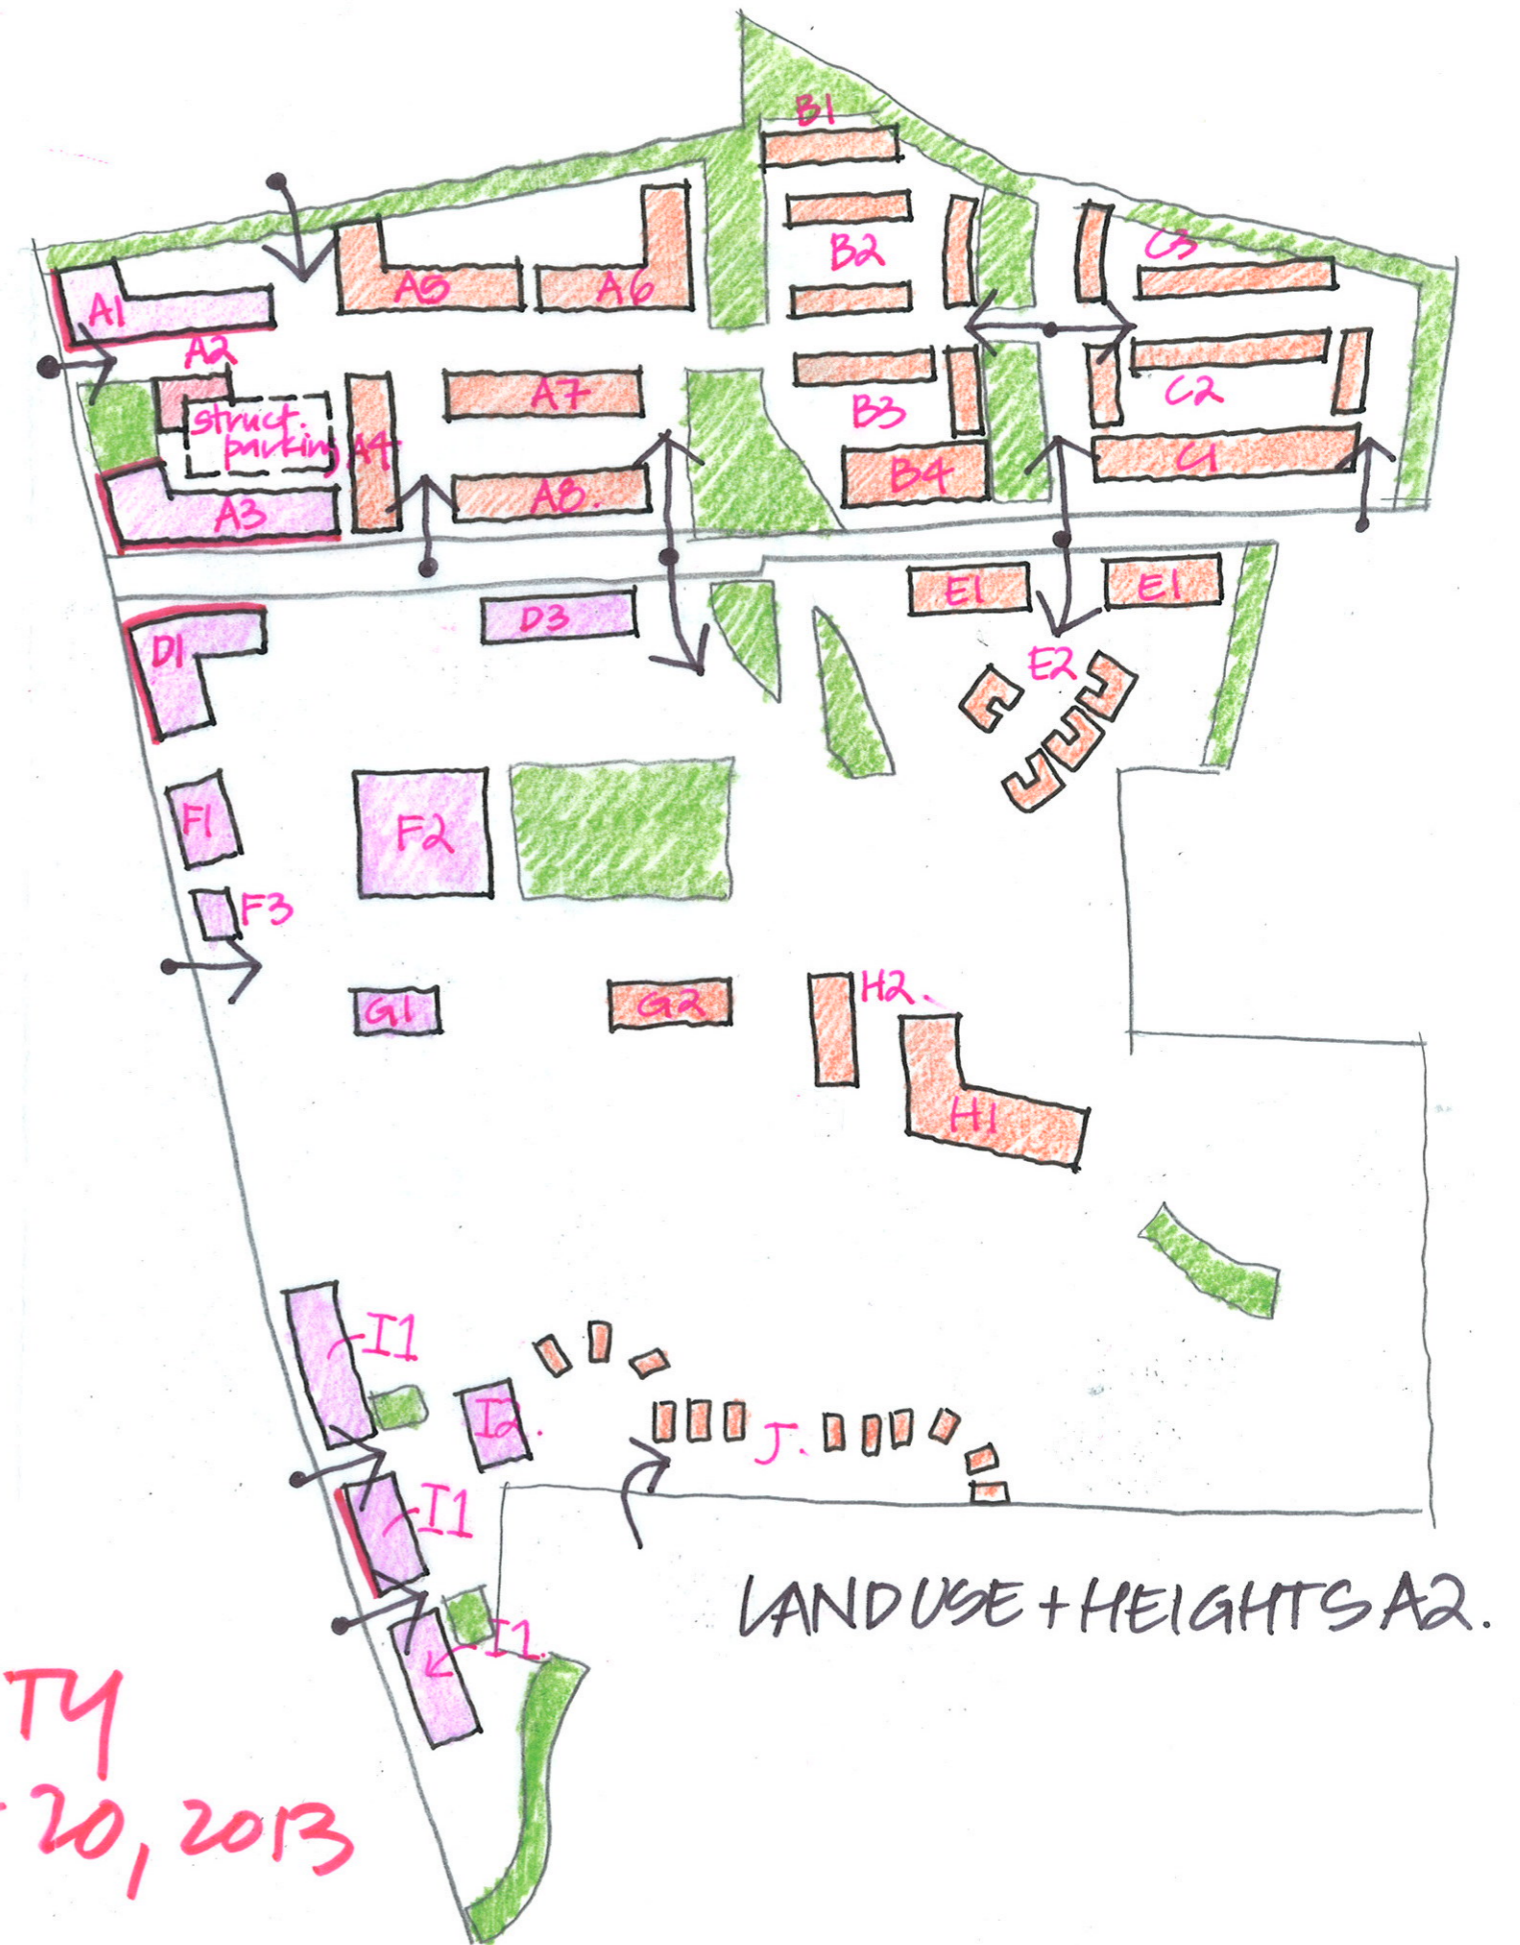 B1
A1
A2
A5
A6
B2
C3
struct.
parking
A4
A7
B3
C2
A3
A8.
B4
C1
D1
D3
E1
E1
E2
F1
F2
F3
G1
G2
H2.
H1
I1
I2.
J.
I1
I1.
LANDUSE + HEIGHTS A2.
TY
20, 2013